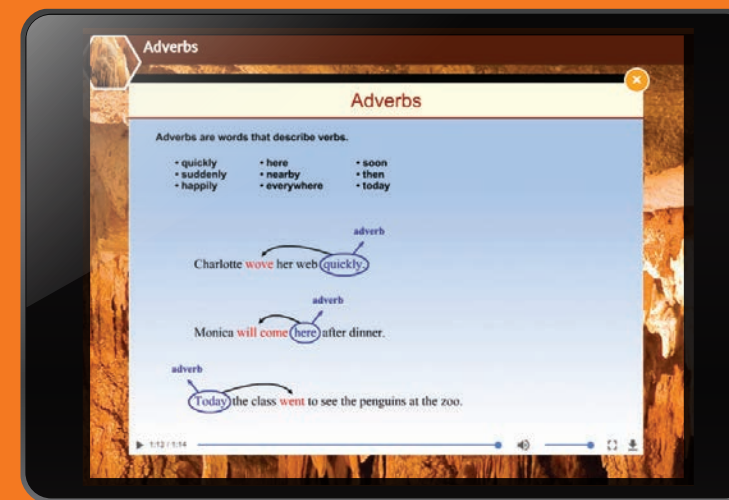 Adverbs
Adverbs
Adverbs are words that describe verbs.
• quickly • here • soon
• suddenly • nearby • then
• happily • everywhere • today
adverb
Charlotte wove her web quickly.
adverb
Monica will come here after dinner.
adverb
Today the class went to see the penguins at the zoo.
1:12 / 1:14